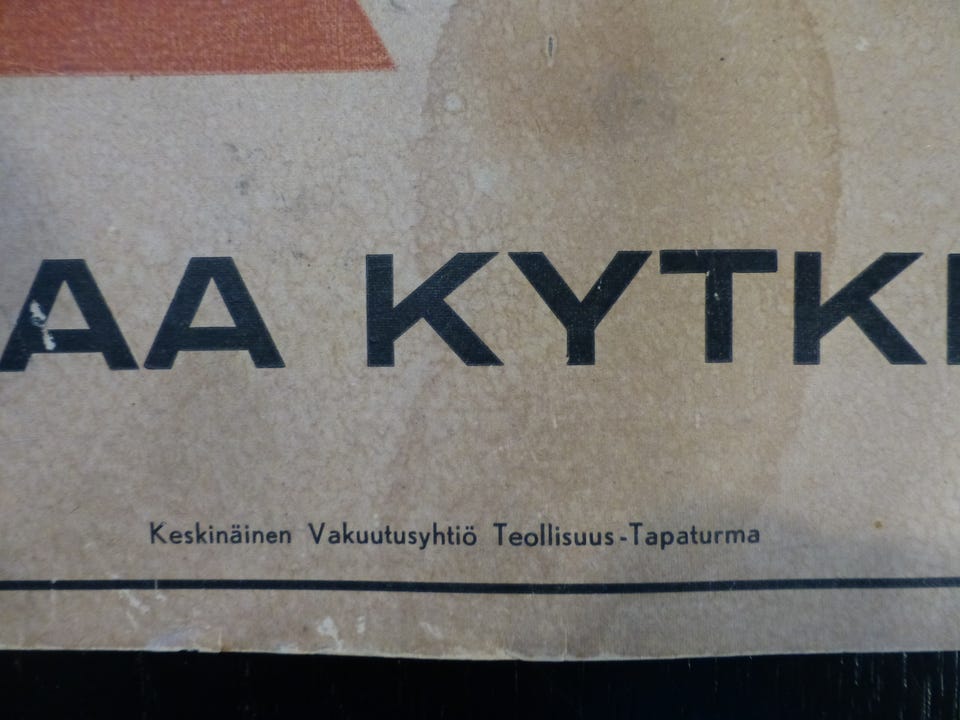 AA KYTK
Keskinäinen Vakuutusyhtiö Teollisuus-Tapaturma